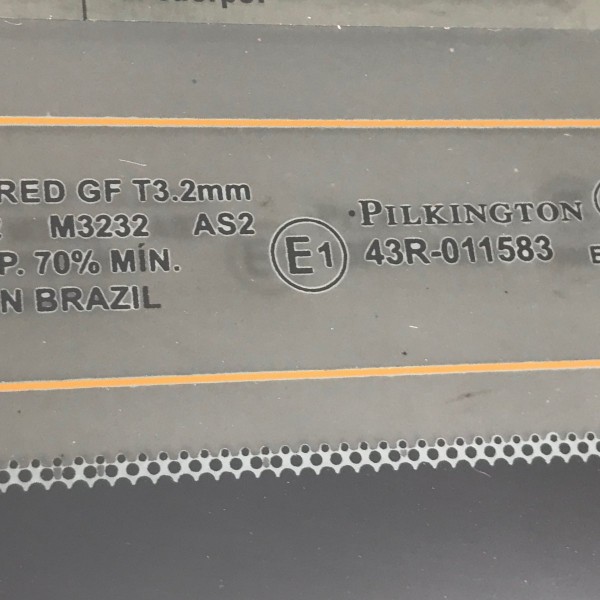 RED GF T3.2mm
M3232 AS2
P. 70% MÍN.
N BRAZIL
PILKINGTON
E1 43R-011583